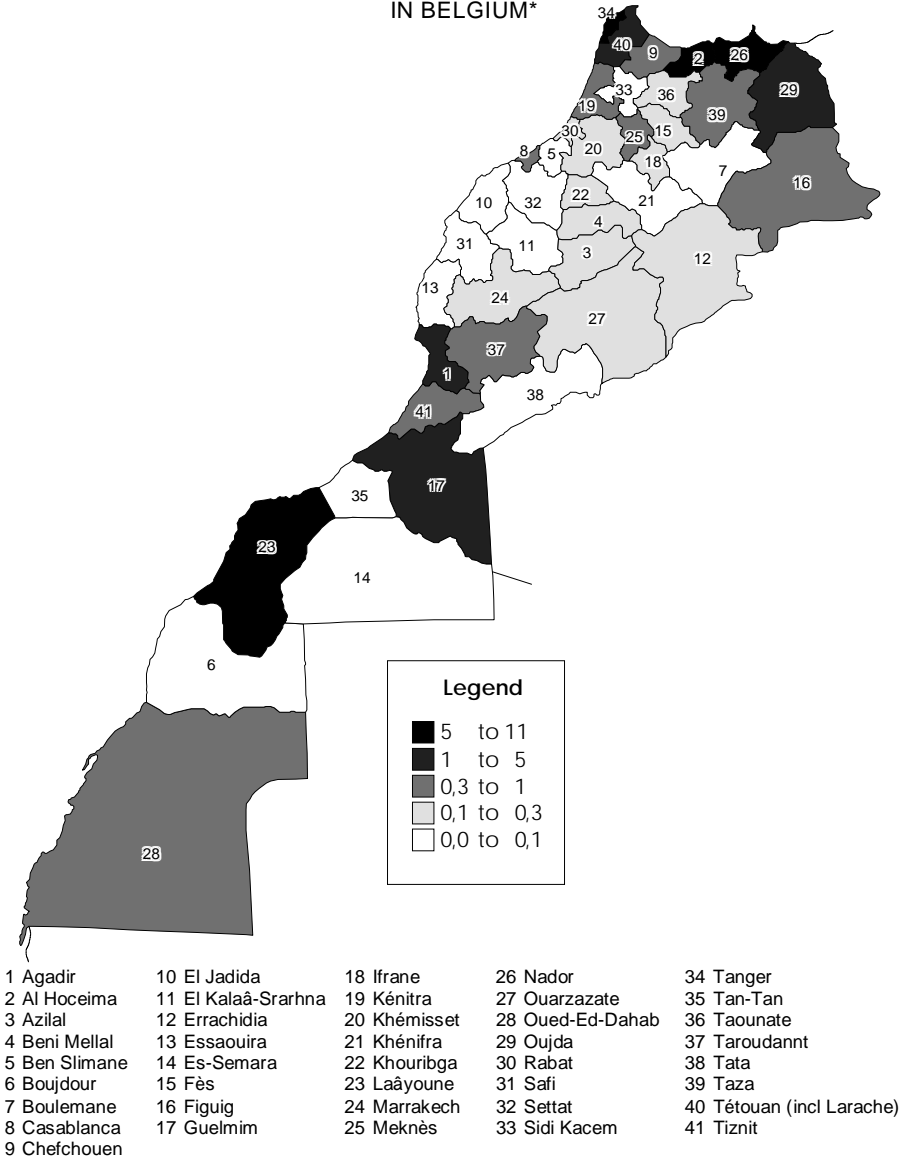 IN BELGIUM*
34
40
9
2
26
29
33
36
19
39
30
25
15
8
5
20
18
7
16
22
21
10
32
4
31
11
3
12
13
24
27
37
1
38
41
17
35
23
14
6
28
Legend
5 to 11
1 to 5
0,3 to 1
0,1 to 0,3
0,0 to 0,1
1 Agadir
2 Al Hoceima
3 Azilal
4 Beni Mellal
5 Ben Slimane
6 Boujdour
7 Boulemane
8 Casablanca
9 Chefchouen
10 El Jadida
11 El Kalaâ-Srarhna
12 Errachidia
13 Essaouira
14 Es-Semara
15 Fès
16 Figuig
17 Guelmim
18 Ifrane
19 Kénitra
20 Khémisset
21 Khénifra
22 Khouribga
23 Laâyoune
24 Marrakech
25 Meknès
26 Nador
27 Ouarzazate
28 Oued-Ed-Dahab
29 Oujda
30 Rabat
31 Safi
32 Settat
33 Sidi Kacem
34 Tanger
35 Tan-Tan
36 Taounate
37 Taroudannt
38 Tata
39 Taza
40 Tétouan (incl Larache)
41 Tiznit